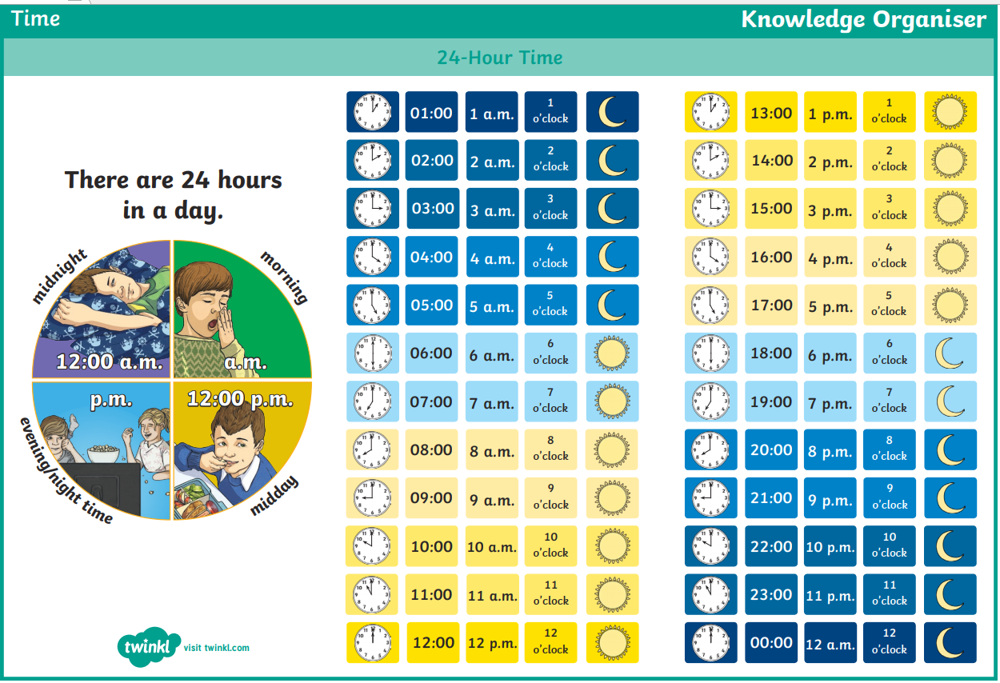 Time
Knowledge Organiser
24-Hour Time
There are 24 hours
in a day.
midnight
morning
12:00 a.m.
a.m.
p.m.
12:00 p.m.
evening/night time
midday
twinkl
visit twinkl.com
01:00 1 a.m. 1 o'clock
02:00 2 a.m. 2 o'clock
03:00 3 a.m. 3 o'clock
04:00 4 a.m. 4 o'clock
05:00 5 a.m. 5 o'clock
06:00 6 a.m. 6 o'clock
07:00 7 a.m. 7 o'clock
08:00 8 a.m. 8 o'clock
09:00 9 a.m. 9 o'clock
10:00 10 a.m. 10 o'clock
11:00 11 a.m. 11 o'clock
12:00 12 p.m. 12 o'clock
13:00 1 p.m. 1 o'clock
14:00 2 p.m. 2 o'clock
15:00 3 p.m. 3 o'clock
16:00 4 p.m. 4 o'clock
17:00 5 p.m. 5 o'clock
18:00 6 p.m. 6 o'clock
19:00 7 p.m. 7 o'clock
20:00 8 p.m. 8 o'clock
21:00 9 p.m. 9 o'clock
22:00 10 p.m. 10 o'clock
23:00 11 p.m. 11 o'clock
00:00 12 a.m. 12 o'clock